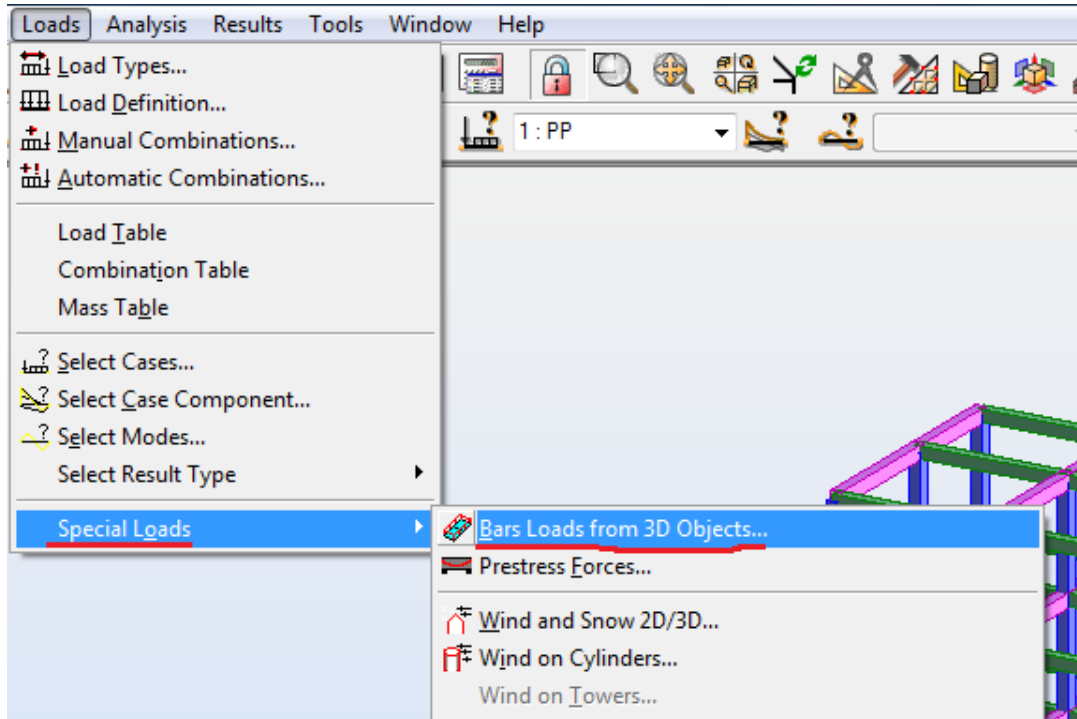 Loads Analysis Results Tools Window Help
Load Types...
Load Definition...
1 : PP
Manual Combinations...
Automatic Combinations...
Load Table
Combination Table
Mass Table
Select Cases...
Select Case Component...
Select Modes...
Select Result Type
Special Loads
Bars Loads from 3D Objects...
Prestress Forces...
Wind and Snow 2D/3D...
Wind on Cylinders...
Wind on Towers...